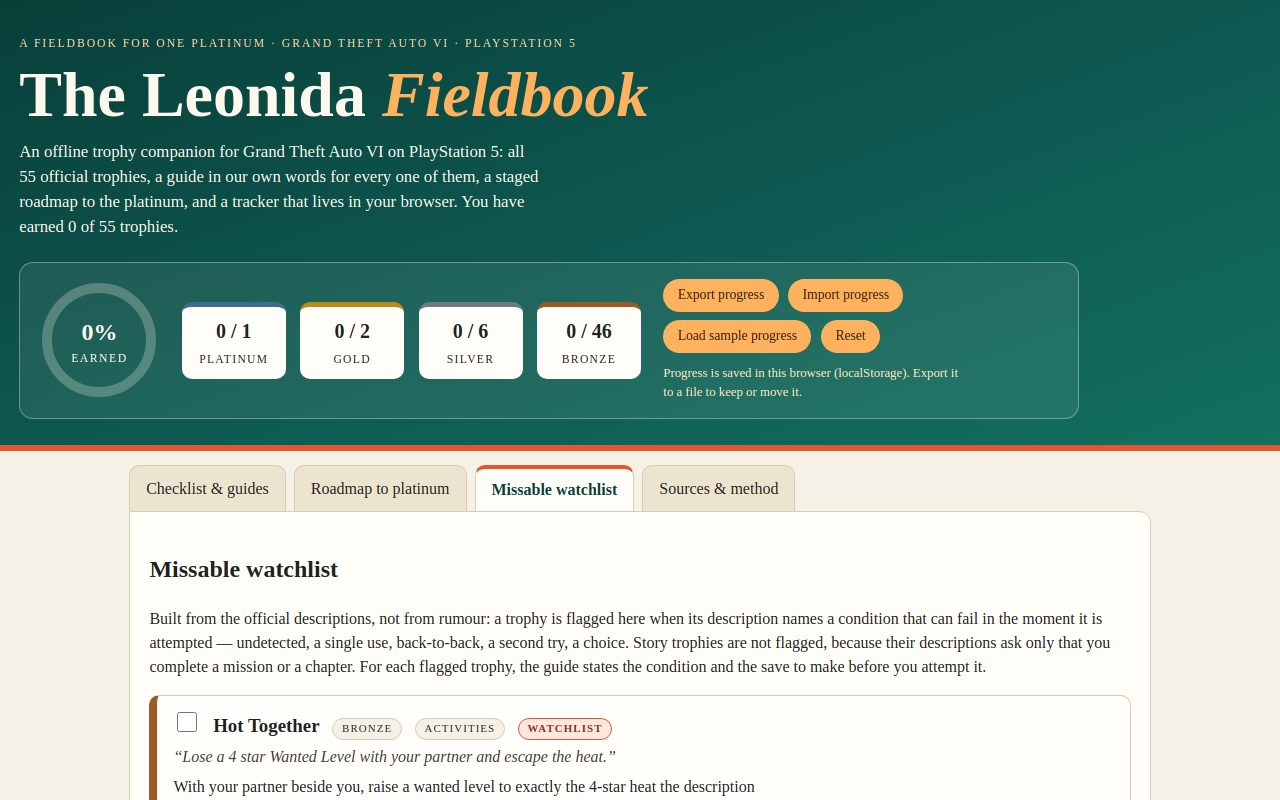 A FIELDBOOK FOR ONE PLATINUM · GRAND THEFT AUTO VI · PLAYSTATION 5
The Leonida Fieldbook
An offline trophy companion for Grand Theft Auto VI on PlayStation 5: all
55 official trophies, a guide in our own words for every one of them, a staged
roadmap to the platinum, and a tracker that lives in your browser. You have
earned 0 of 55 trophies.
0%
EARNED
0 / 1
PLATINUM
0 / 2
GOLD
0 / 6
SILVER
0 / 46
BRONZE
Export progress
Import progress
Load sample progress
Reset
Progress is saved in this browser (localStorage). Export it
to a file to keep or move it.
Checklist & guides
Roadmap to platinum
Missable watchlist
Sources & method
Missable watchlist
Built from the official descriptions, not from rumour: a trophy is flagged here when its description names a condition that can fail in the moment it is
attempted — undetected, a single use, back-to-back, a second try, a choice. Story trophies are not flagged, because their descriptions ask only that you
complete a mission or a chapter. For each flagged trophy, the guide states the condition and the save to make before you attempt it.
Hot Together BRONZE ACTIVITIES WATCHLIST
“Lose a 4 star Wanted Level with your partner and escape the heat.”
With your partner beside you, raise a wanted level to exactly the 4-star heat the description